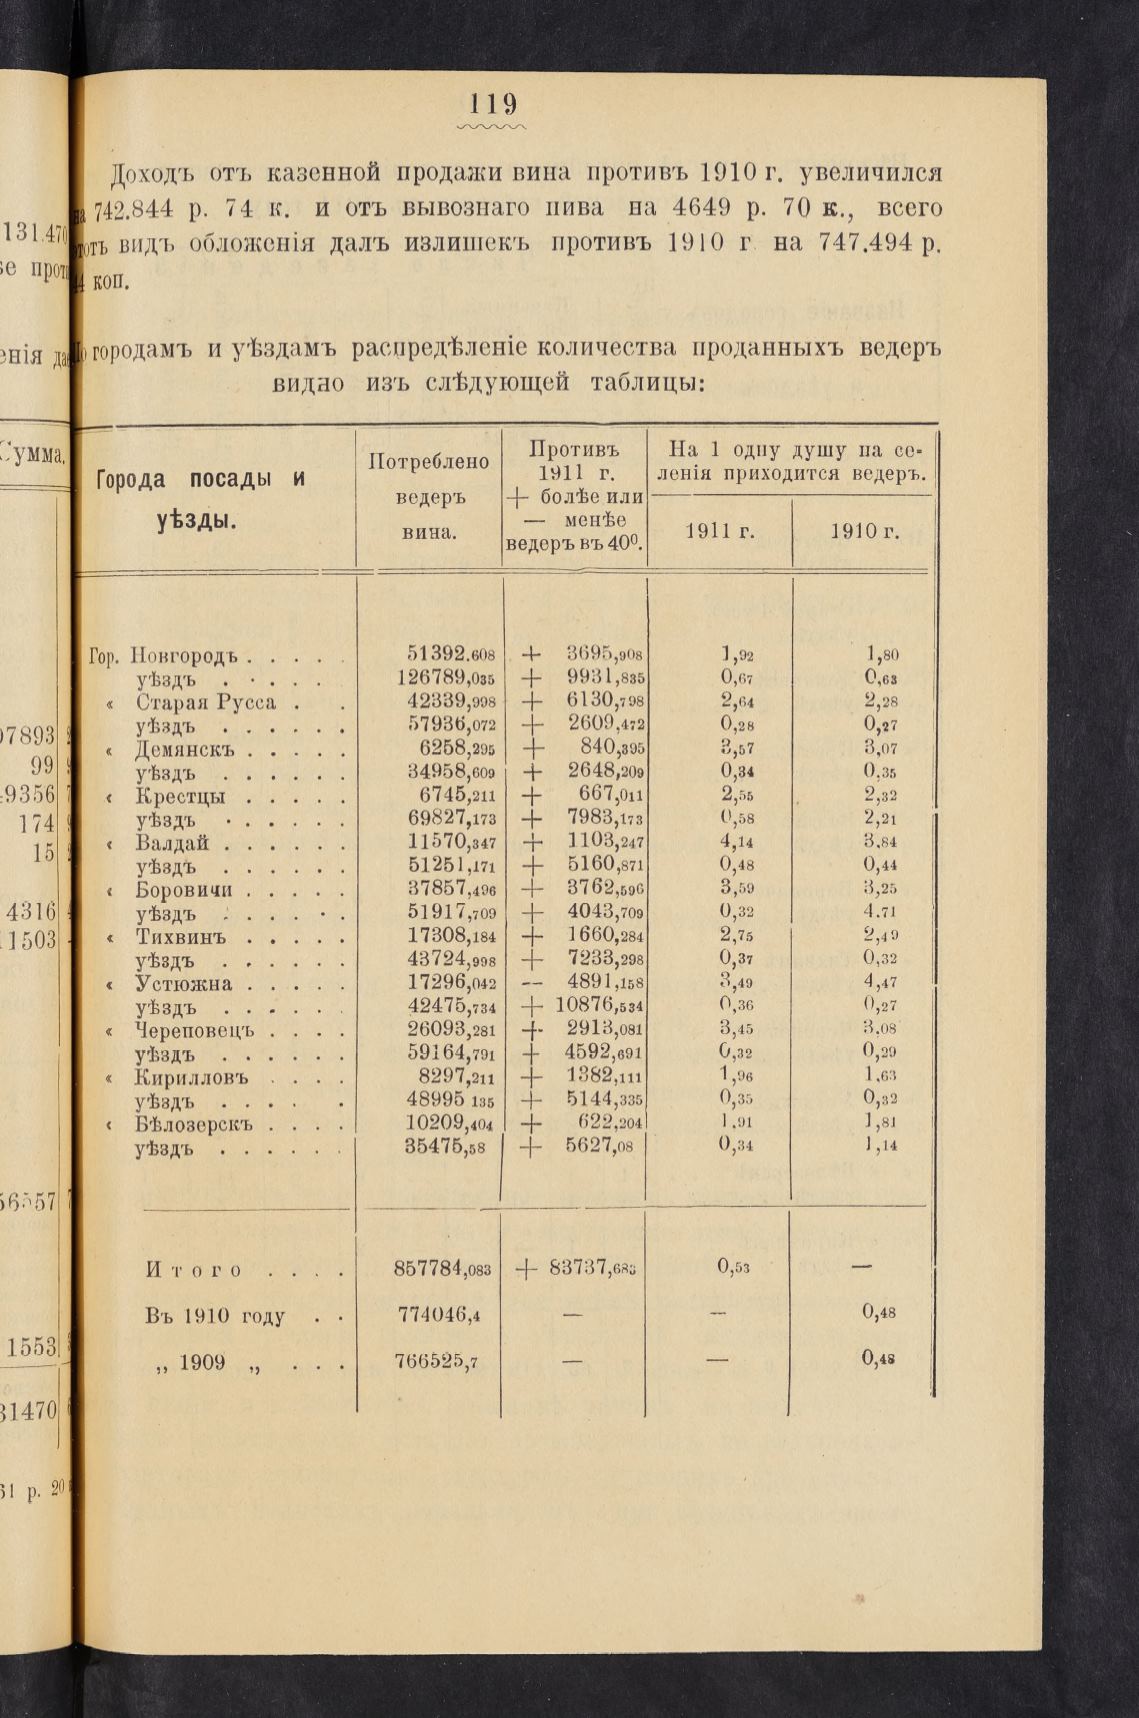 119
Доходъ отъ казенной продажи вина противъ 1910 г. увеличился
на 742.844 р. 74 к. и отъ вывознаго пива на 4649 р. 70 к., всего
этотъ видъ обложенія далъ излишекъ противъ 1910 г. на 747.494 р.
44 коп.
По городамъ и уѣздамъ распредѣленіе количества проданныхъ ведеръ
видно изъ слѣдующей таблицы:
Города посады и уѣзды. Потреблено ведеръ вина. Противъ 1911 г. + болѣе или — менѣе ведеръ въ 40⁰. На 1 одну душу на се-ленія приходится ведеръ. 1911 г. 1910 г.
Гор. Новгородъ . . . . . 51392.608 + 3695,908 1,92 1,80
уѣздъ . . . . . 126789,035 + 9931,835 0,67 0,63
« Старая Русса . . 42339,998 + 6130,798 2,64 2,28
уѣздъ . . . . . . 57936,072 + 2609,472 0,28 0,27
« Демянскъ . . . . . 6258,295 + 840,395 3,57 3,07
уѣздъ . . . . . . 34958,609 + 2648,209 0,34 0,35
« Крестцы . . . . . 6745,211 + 667,011 2,55 2,32
уѣздъ . . . . . . 69827,173 + 7983,173 0,58 2,21
« Валдай . . . . . . 11570,347 + 1103,247 4,14 3,84
уѣздъ . . . . . . 51251,171 + 5160,871 0,48 0,44
« Боровичи . . . . . 37857,496 + 3762,596 3,59 3,25
уѣздъ . . . . . . 51917,709 + 4043,709 0,32 4.71
« Тихвинъ . . . . . 17308,184 + 1660,284 2,75 2,49
уѣздъ . . . . . . 43724,998 + 7233,298 0,37 0,32
« Устюжна . . . . . 17296,042 — 4891,158 3,49 4,47
уѣздъ . . . . . . 42475,734 + 10876,534 0,36 0,27
« Череповецъ . . . . 26093,281 + 2913,081 3,45 3.08
уѣздъ . . . . . . 59164,791 + 4592,691 0,32 0,29
« Кирилловъ . . . . 8297,211 + 1382,111 1,96 1.63
уѣздъ . . . . . 48995 135 + 5144,335 0,35 0,32
« Бѣлозерскъ . . . . 10209,404 + 622,204 1.91 1,81
уѣздъ . . . . . . 35475,58 + 5627,08 0,34 1,14
Итого . . . . 857784,083 + 83737,683 0,53 —
Въ 1910 году . . 774046,4 — — 0,48
„ 1909 „ . . . 766525,7 — — 0,48
Сумма.
99
9356
174
15
4316
1553
31470
61 р. 20